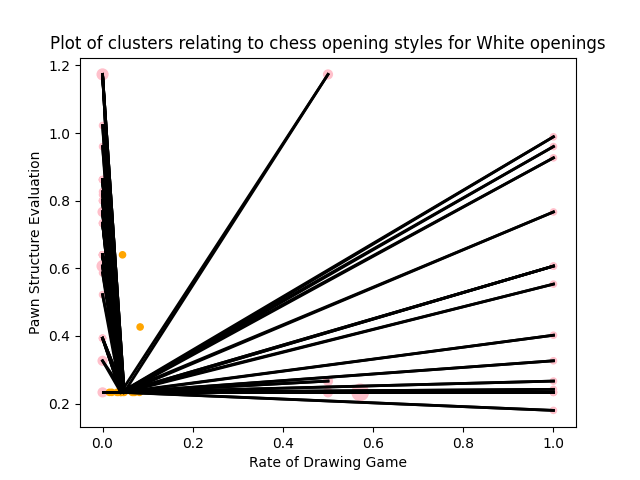 Plot of clusters relating to chess opening styles for White openings
1.2
1.0
0.8
0.6
0.4
0.2
Pawn Structure Evaluation
0.0 0.2 0.4 0.6 0.8 1.0
Rate of Drawing Game